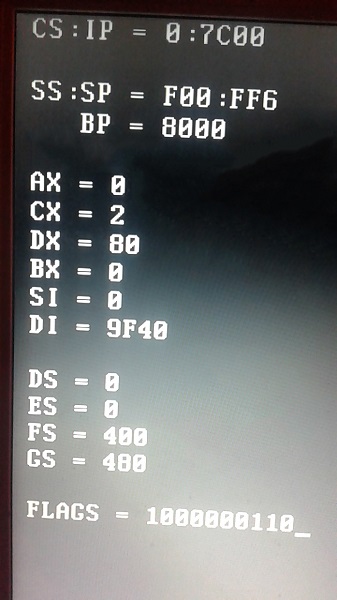 CS:IP = 0:7C00
SS:SP = F00:FF6
BP = 8000
AX = 0
CX = 2
DX = 80
BX = 0
SI = 0
DI = 9F40
DS = 0
ES = 0
FS = 400
GS = 480
FLAGS = 1000000110_